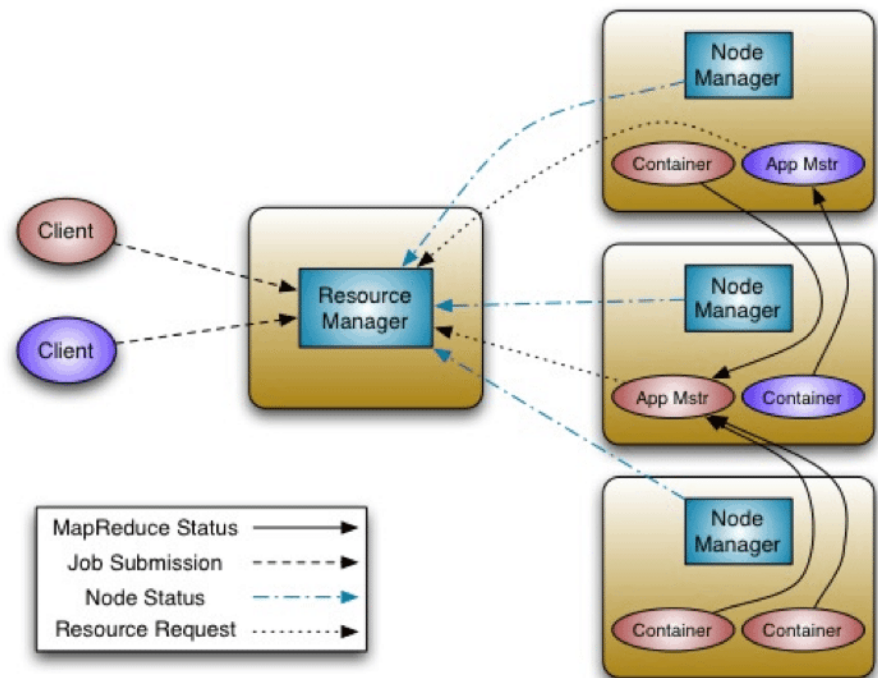 Node
Manager
Container
App Mstr
Client
Resource
Manager
Client
Node
Manager
App Mstr
Container
Node
Manager
Container
Container
MapReduce Status
Job Submission
Node Status
Resource Request